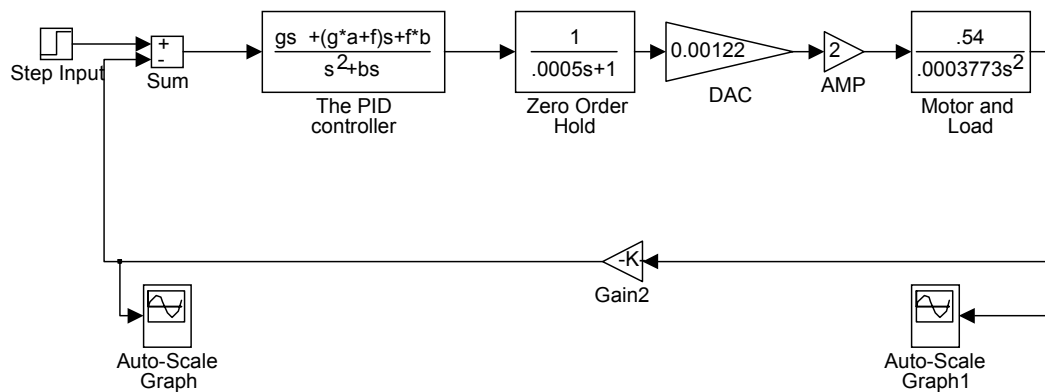 Step Input
+
-
Sum
gs +(g*a+f)s+f*b
s2+bs
The PID
controller
1
.0005s+1
Zero Order
Hold
0.00122
DAC
2
AMP
.54
.0003773s2
Motor and
Load
-K-
Gain2
Auto-Scale
Graph
Auto-Scale
Graph1